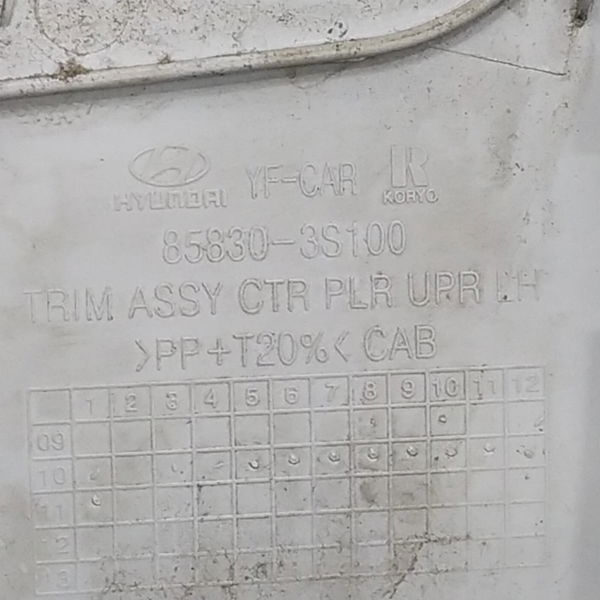 HYUNDAI YF-CAR R KORYO
85830-3S100
TRIM ASSY CTR PLR UPR LH
>PP+T20%< CAB
1 2 3 4 5 6 7 8 9 10 11 12
09
10
11
12
13